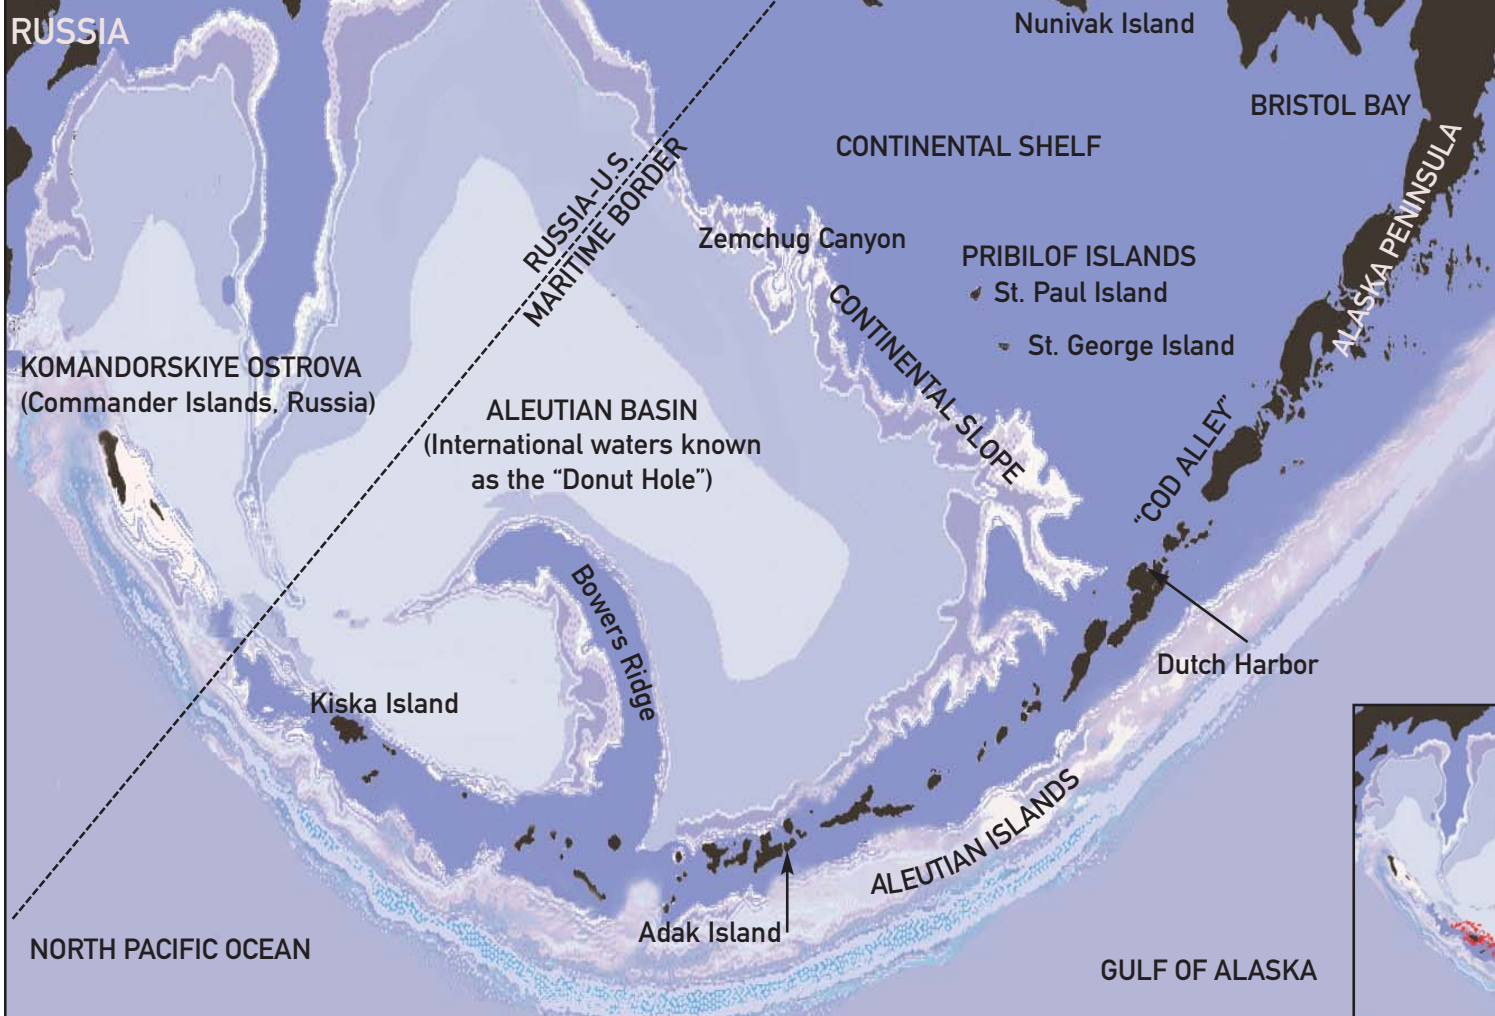 RUSSIA
Nunivak Island
BRISTOL BAY
CONTINENTAL SHELF
ALASKA PENINSULA
RUSSIA-U.S.
MARITIME BORDER
Zemchug Canyon
PRIBILOF ISLANDS
St. Paul Island
St. George Island
CONTINENTAL SLOPE
KOMANDORSKIYE OSTROVA
(Commander Islands, Russia)
ALEUTIAN BASIN
(International waters known
as the “Donut Hole”)
“COD ALLEY”
Bowers Ridge
Dutch Harbor
Kiska Island
ALEUTIAN ISLANDS
Adak Island
NORTH PACIFIC OCEAN
GULF OF ALASKA